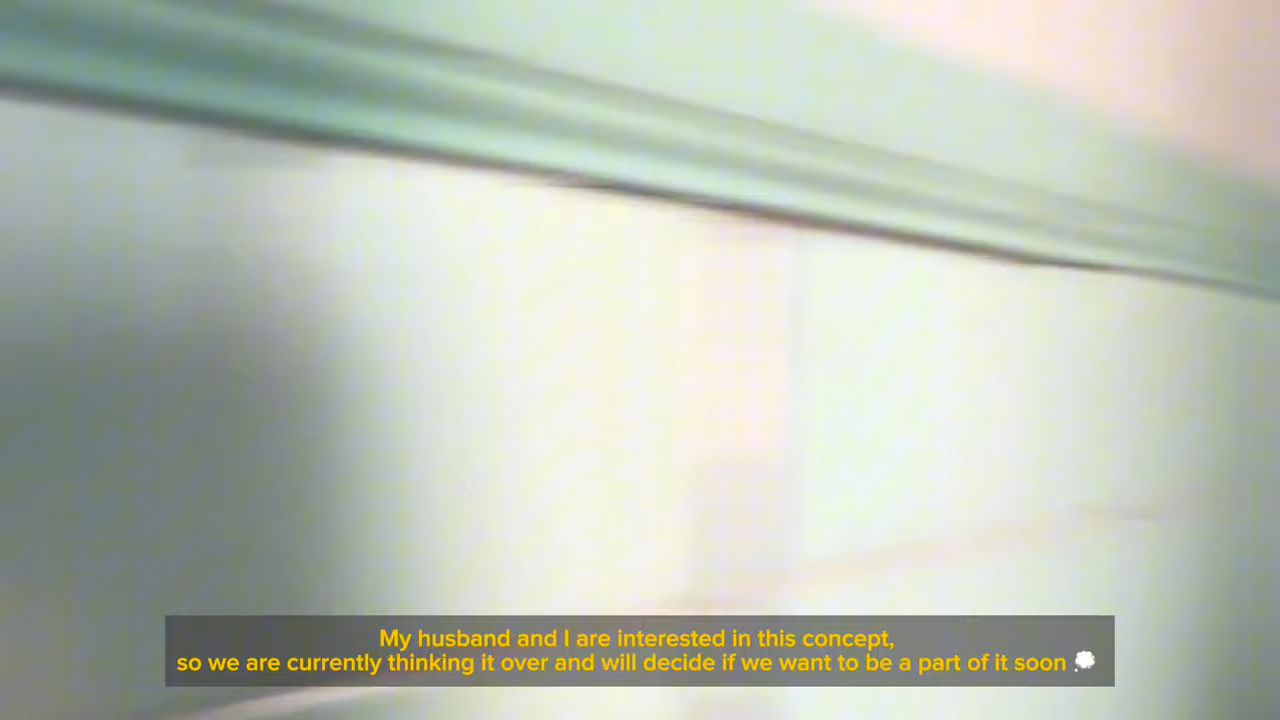 My husband and I are interested in this concept,
so we are currently thinking it over and will decide if we want to be a part of it soon 💭